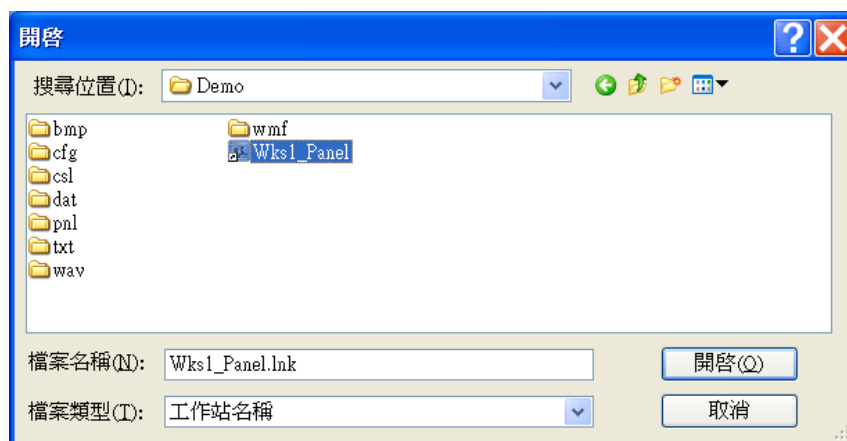 開啓
搜尋位置(I): Demo
bmp
cfg
csl
dat
pnl
txt
wav
wmf
Wks1_Panel
檔案名稱(N): Wks1_Panel.lnk 開啓(O)
檔案類型(T): 工作站名稱 取消